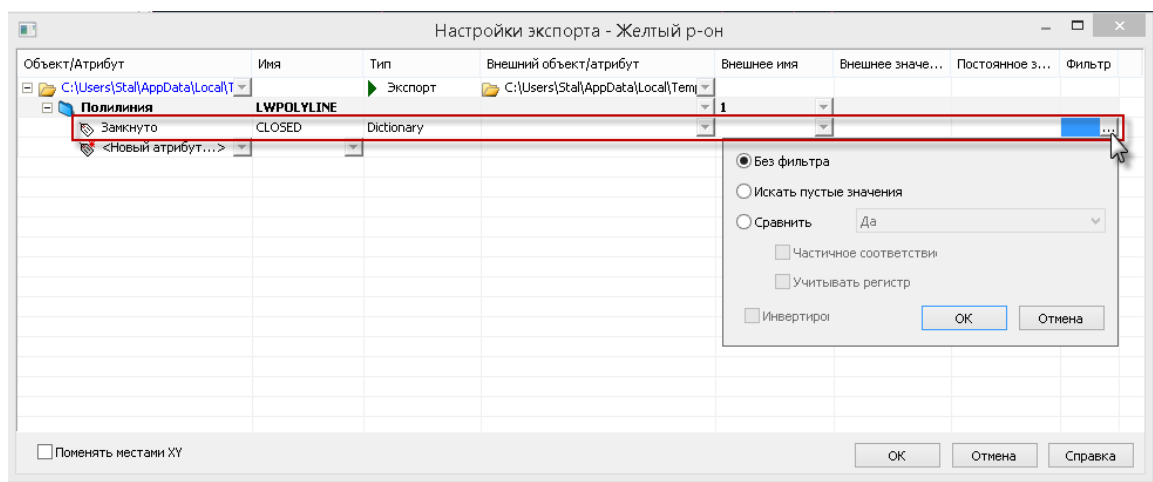 Настройки экспорта - Желтый р-он
Объект/Атрибут Имя Тип Внешний объект/атрибут Внешнее имя Внешнее значе... Постоянное з... Фильтр
C:\Users\Stal\AppData\Local\T Экспорт C:\Users\Stal\AppData\Local\Tem
Полилиния LWPOLYLINE 1
Замкнуто CLOSED Dictionary ...
<Новый атрибут...>
Без фильтра
Искать пустые значения
Сравнить Да
Частичное соответстви
Учитывать регистр
Инвертиро
ОК Отмена
Поменять местами XY ОК Отмена Справка